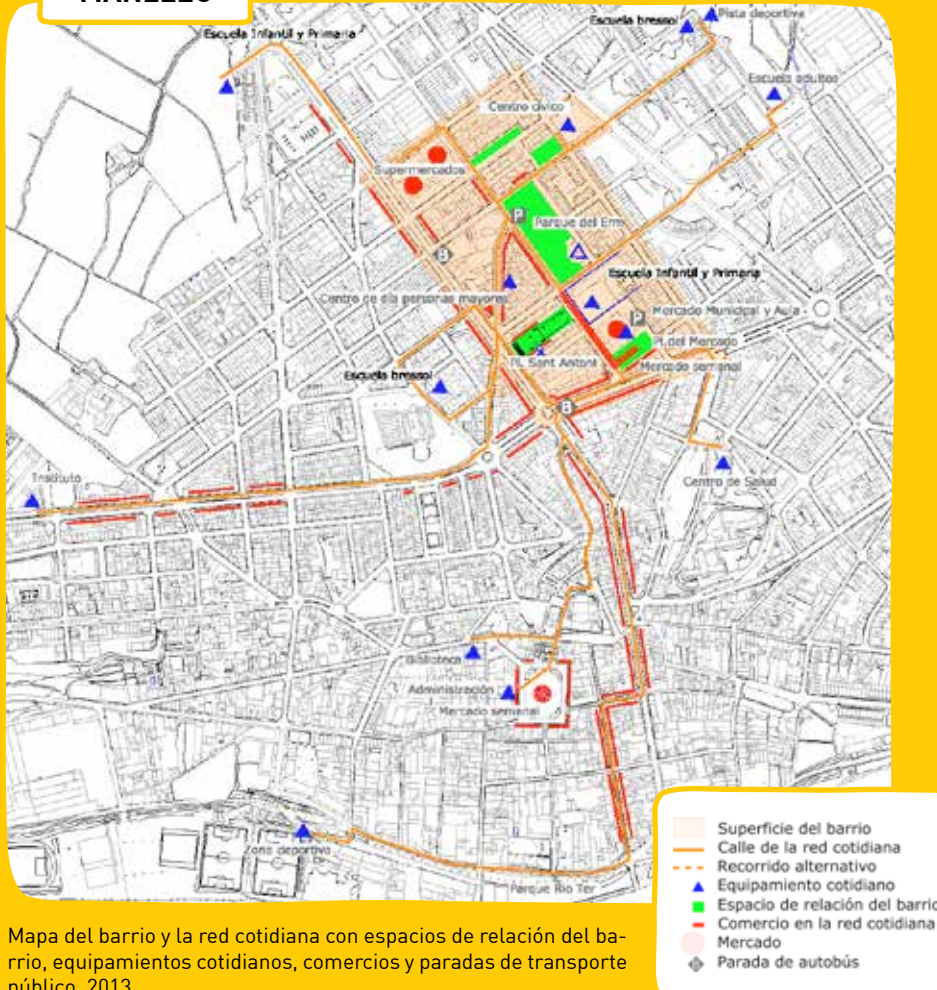 MANLLEU
Escuela bressol
Pista deportiva
Escuela Infantil y Primaria
Escuela adultos
Centro cívico
Supermercados
P
Parque del Erm
B
Escuela Infantil y Primaria
Centro de día personas mayores
Mercado Municipal y Aula
P
Pl. del Mercado
Pl. Sant Antoni
Mercado semanal
Escuela bressol
B
Instituto
Centro de Salud
Biblioteca
Administración
Mercado semanal
Zona deportiva
Parque Rio Ter
Superficie del barrio
Calle de la red cotidiana
Recorrido alternativo
Equipamiento cotidiano
Espacio de relación del barrio
Comercio en la red cotidiana
Mercado
Parada de autobús
Mapa del barrio y la red cotidiana con espacios de relación del ba-
rrio, equipamientos cotidianos, comercios y paradas de transporte
público. 2013